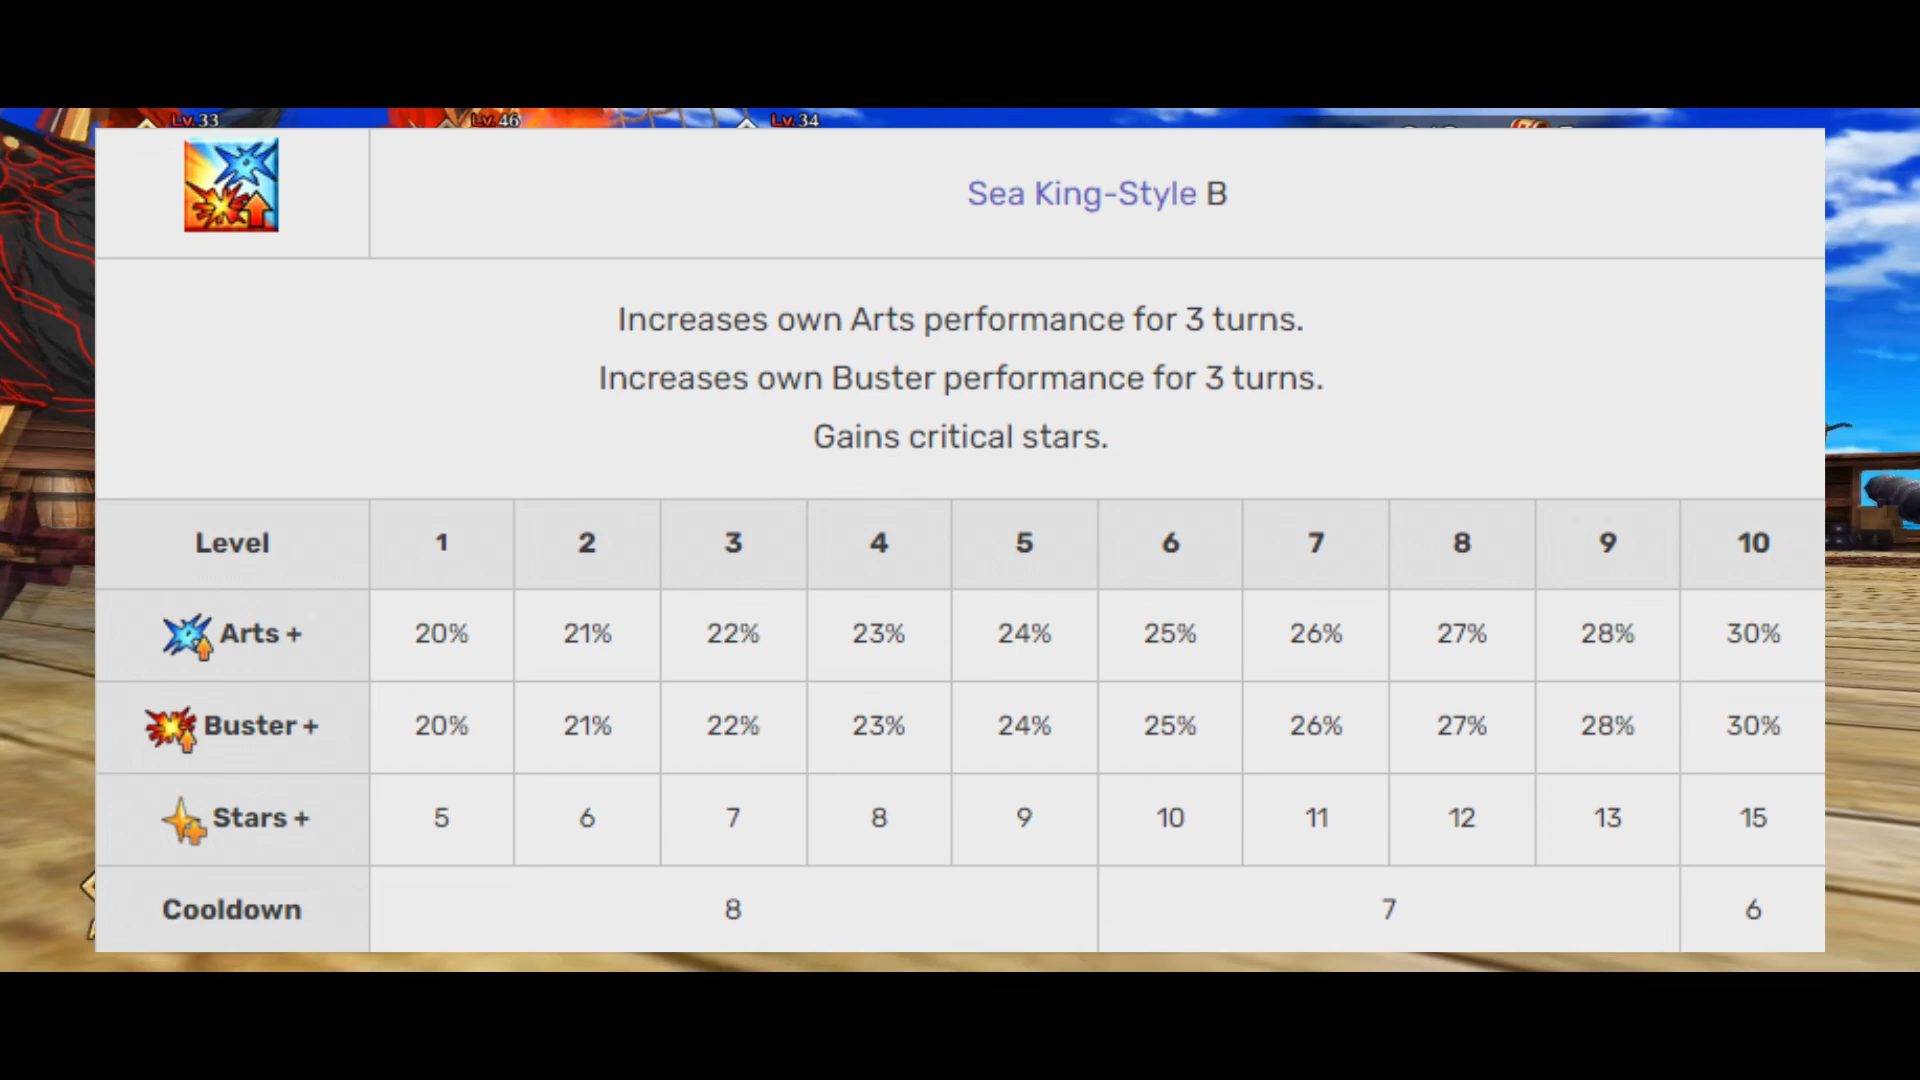 Lv.33 Lv.46 Lv.34
Sea King-Style B
Increases own Arts performance for 3 turns.
Increases own Buster performance for 3 turns.
Gains critical stars.
Level 1 2 3 4 5 6 7 8 9 10
Arts + 20% 21% 22% 23% 24% 25% 26% 27% 28% 30%
Buster + 20% 21% 22% 23% 24% 25% 26% 27% 28% 30%
Stars + 5 6 7 8 9 10 11 12 13 15
Cooldown 8 7 6